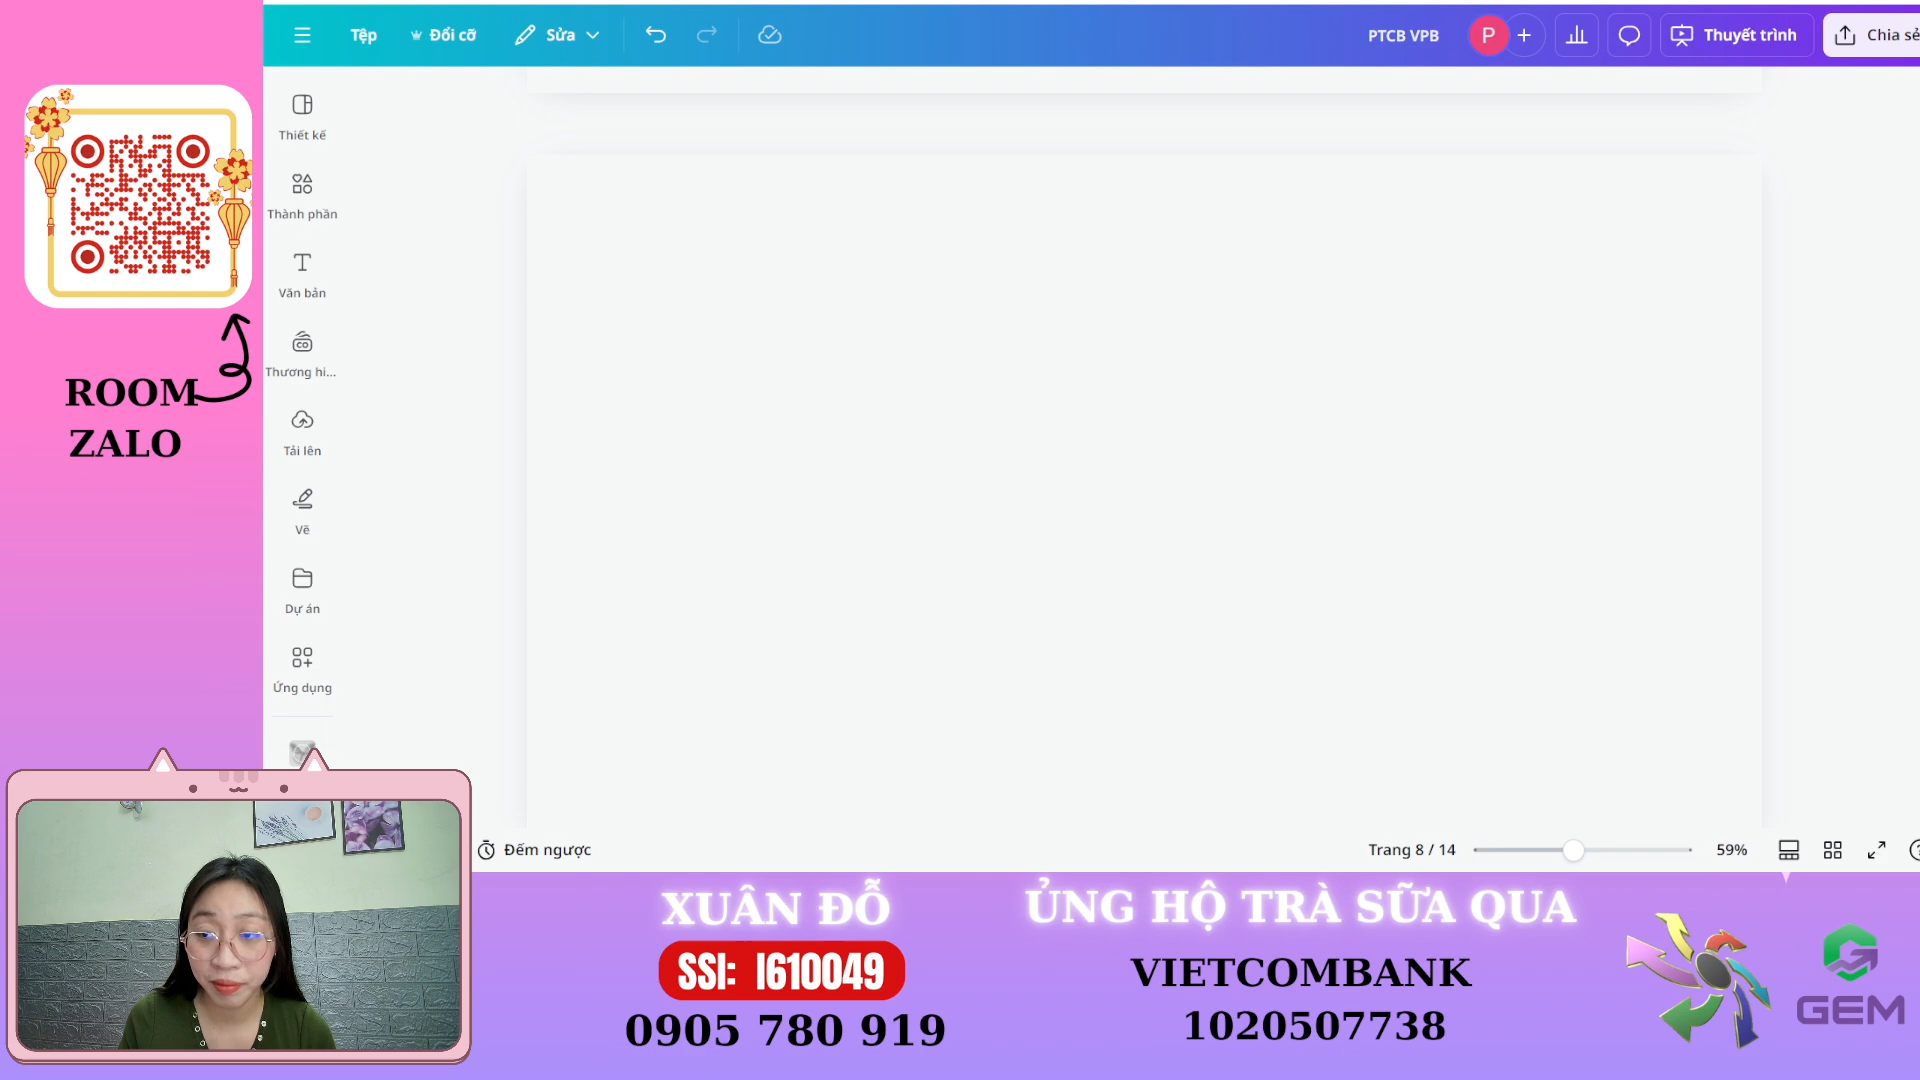 Tệp
Đổi cỡ
Sửa
PTCB VPB
P
Thuyết trình
Chia sẻ
Thiết kế
Thành phần
Văn bản
CO
Thương hi...
Tải lên
Vẽ
Dự án
Ứng dụng
ROOM
ZALO
Đếm ngược
Trang 8 / 14
59%
XUÂN ĐỖ
SSI: I610049
0905 780 919
ỦNG HỘ TRÀ SỮA QUA
VIETCOMBANK
1020507738
GEM